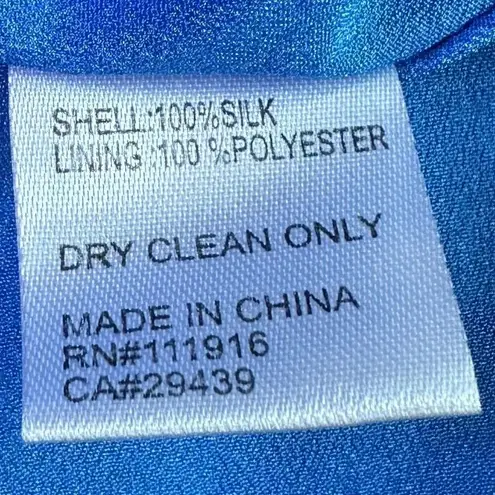 SHELL:100%SILK
LINING :100 %POLYESTER
DRY CLEAN ONLY
MADE IN CHINA
RN#111916
CA#29439